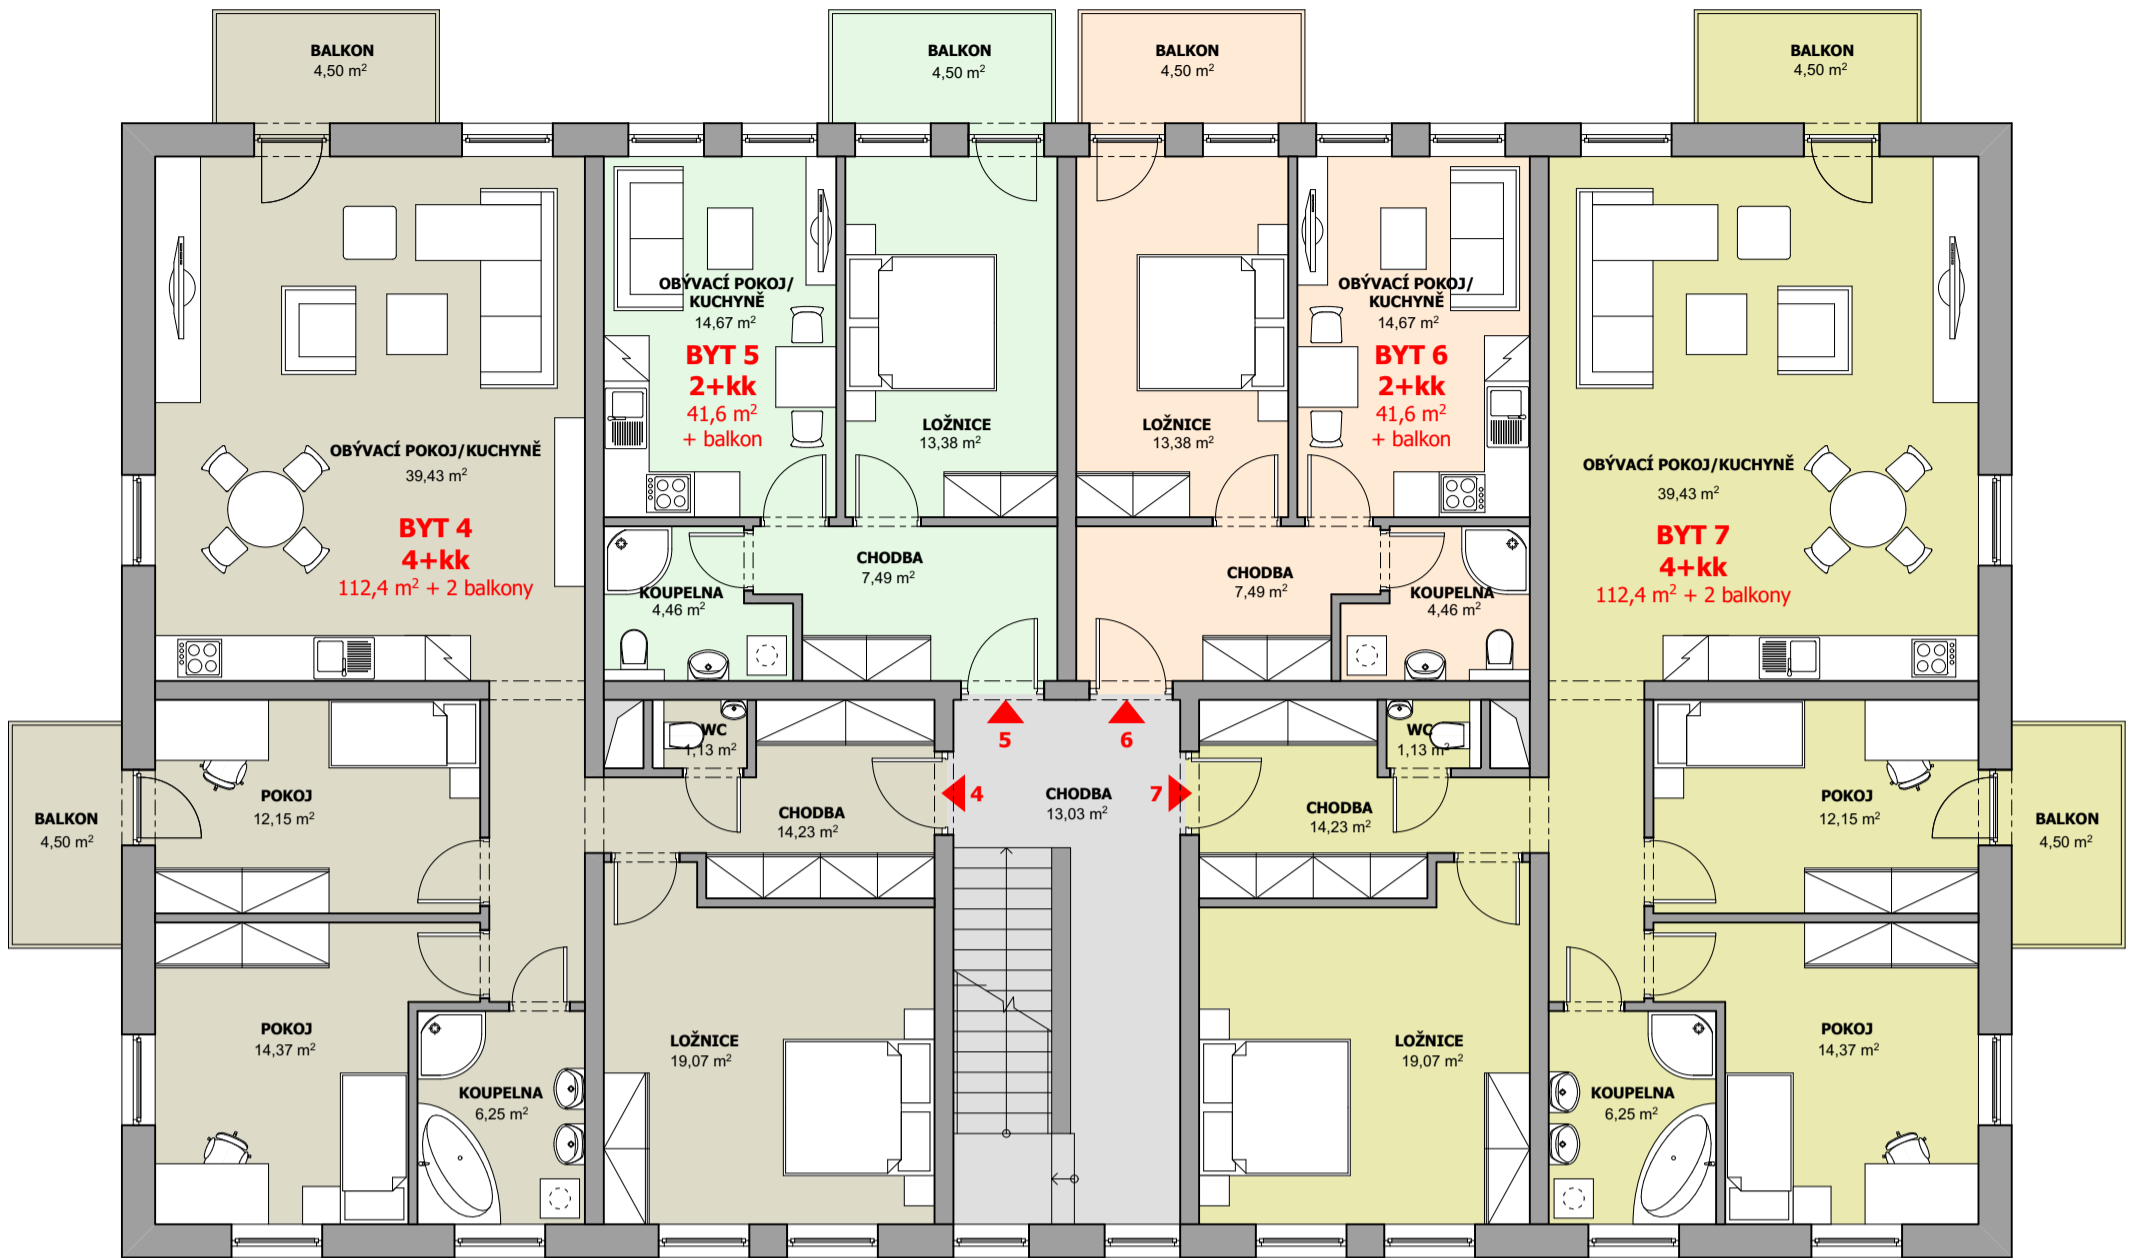 BALKON
4,50 m²
BALKON
4,50 m²
BALKON
4,50 m²
BALKON
4,50 m²
OBÝVACÍ POKOJ/KUCHYNĚ
39,43 m²
BYT 4
4+kk
112,4 m² + 2 balkony
OBÝVACÍ POKOJ/
KUCHYNĚ
14,67 m²
BYT 5
2+kk
41,6 m²
+ balkon
LOŽNICE
13,38 m²
LOŽNICE
13,38 m²
OBÝVACÍ POKOJ/
KUCHYNĚ
14,67 m²
BYT 6
2+kk
41,6 m²
+ balkon
OBÝVACÍ POKOJ/KUCHYNĚ
39,43 m²
BYT 7
4+kk
112,4 m² + 2 balkony
KOUPELNA
4,46 m²
CHODBA
7,49 m²
CHODBA
7,49 m²
KOUPELNA
4,46 m²
WC
1,13 m²
5
6
WC
1,13 m²
BALKON
4,50 m²
POKOJ
12,15 m²
CHODBA
14,23 m²
4
CHODBA
13,03 m²
7
CHODBA
14,23 m²
POKOJ
12,15 m²
BALKON
4,50 m²
POKOJ
14,37 m²
KOUPELNA
6,25 m²
LOŽNICE
19,07 m²
LOŽNICE
19,07 m²
KOUPELNA
6,25 m²
POKOJ
14,37 m²